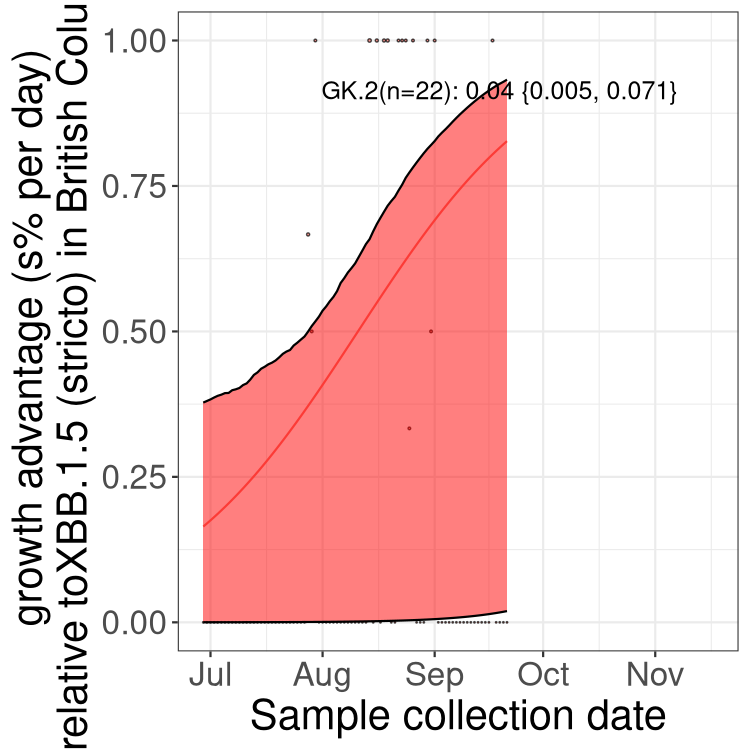 growth advantage (s% per day)
relative toXBB.1.5 (stricto) in British Colu
1.00
0.75
0.50
0.25
0.00
GK.2(n=22): 0.04 {0.005, 0.071}
Jul Aug Sep Oct Nov
Sample collection date